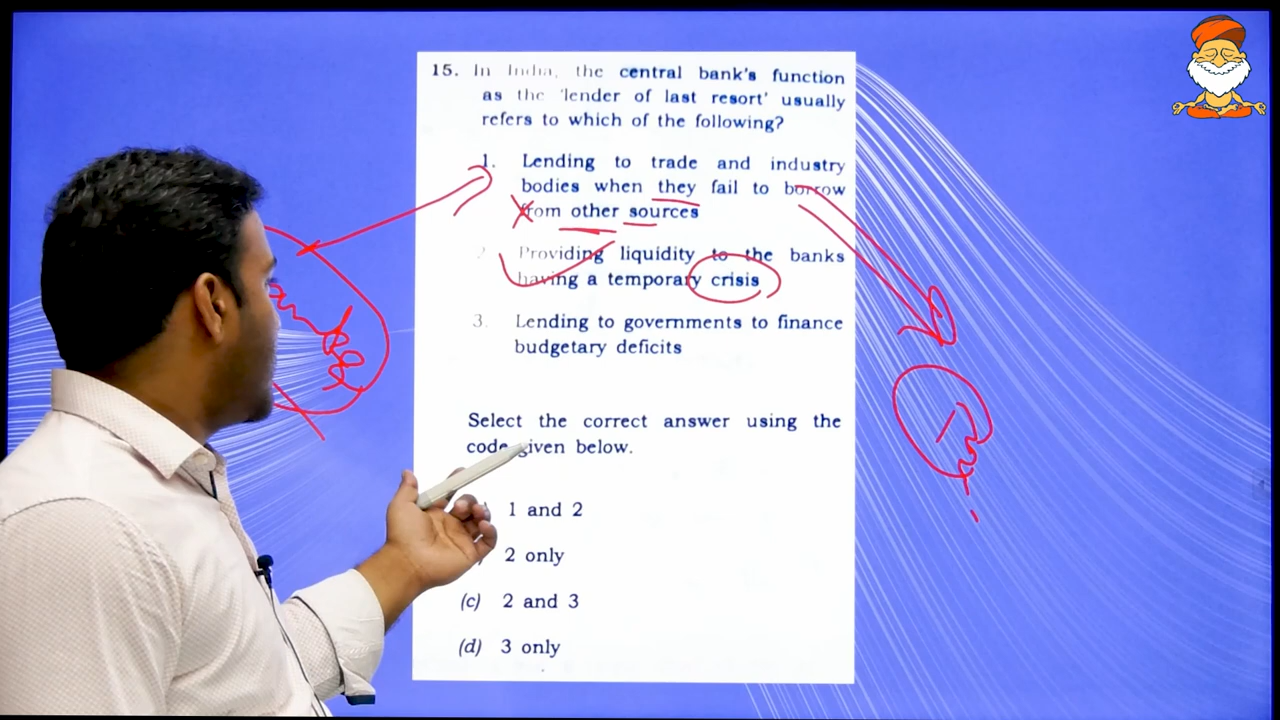 15. In India, the central bank's function
as the 'lender of last resort' usually
refers to which of the following?
1. Lending to trade and industry
bodies when they fail to borrow
from other sources
2. Providing liquidity to the banks
having a temporary crisis
3. Lending to governments to finance
budgetary deficits
Select the correct answer using the
code given below.
1 and 2
2 only
(c) 2 and 3
(d) 3 only